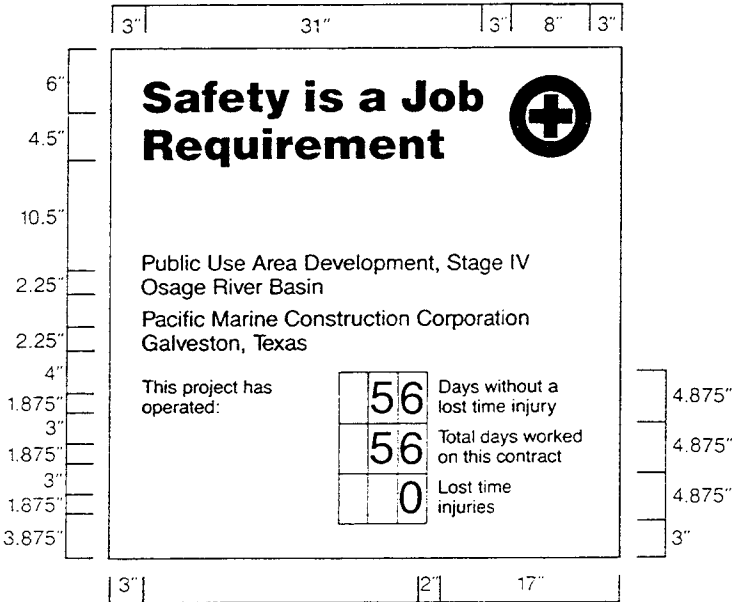 3" 31" 3" 8" 3"
6"
4.5"
10.5"
2.25"
2.25"
4"
1.875"
3"
1.875"
3"
1.875"
3.875"
Safety is a Job
Requirement
Public Use Area Development, Stage IV
Osage River Basin
Pacific Marine Construction Corporation
Galveston, Texas
This project has
operated:
56 Days without a
lost time injury
56 Total days worked
on this contract
0 Lost time
injuries
4.875"
4.875"
4.875"
3"
3" 2" 17"